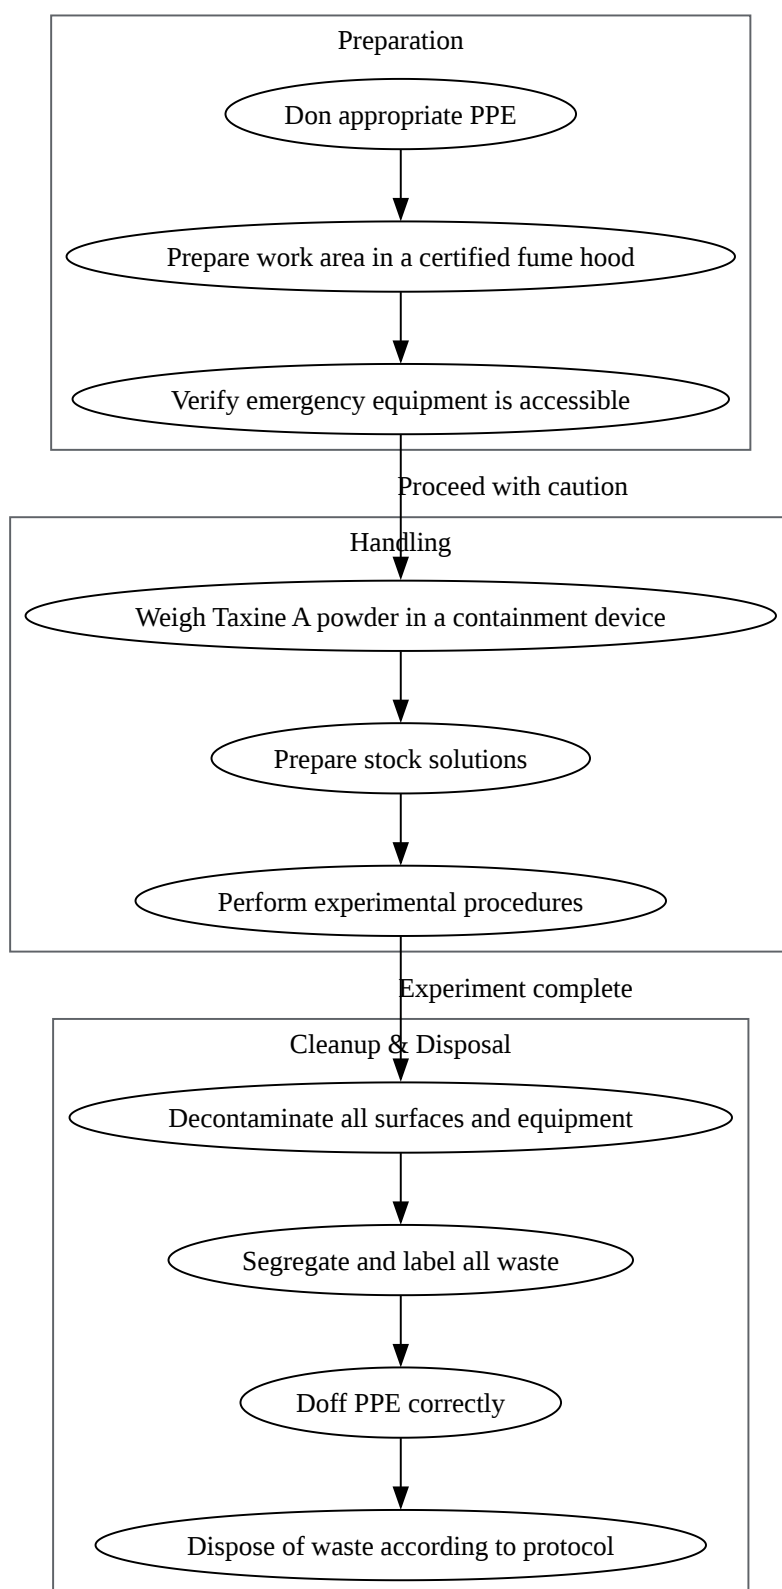 Preparation
Don appropriate PPE
Prepare work area in a certified fume hood
Verify emergency equipment is accessible
Proceed with caution
Handling
Weigh Taxine A powder in a containment device
Prepare stock solutions
Perform experimental procedures
Experiment complete
Cleanup & Disposal
Decontaminate all surfaces and equipment
Segregate and label all waste
Doff PPE correctly
Dispose of waste according to protocol